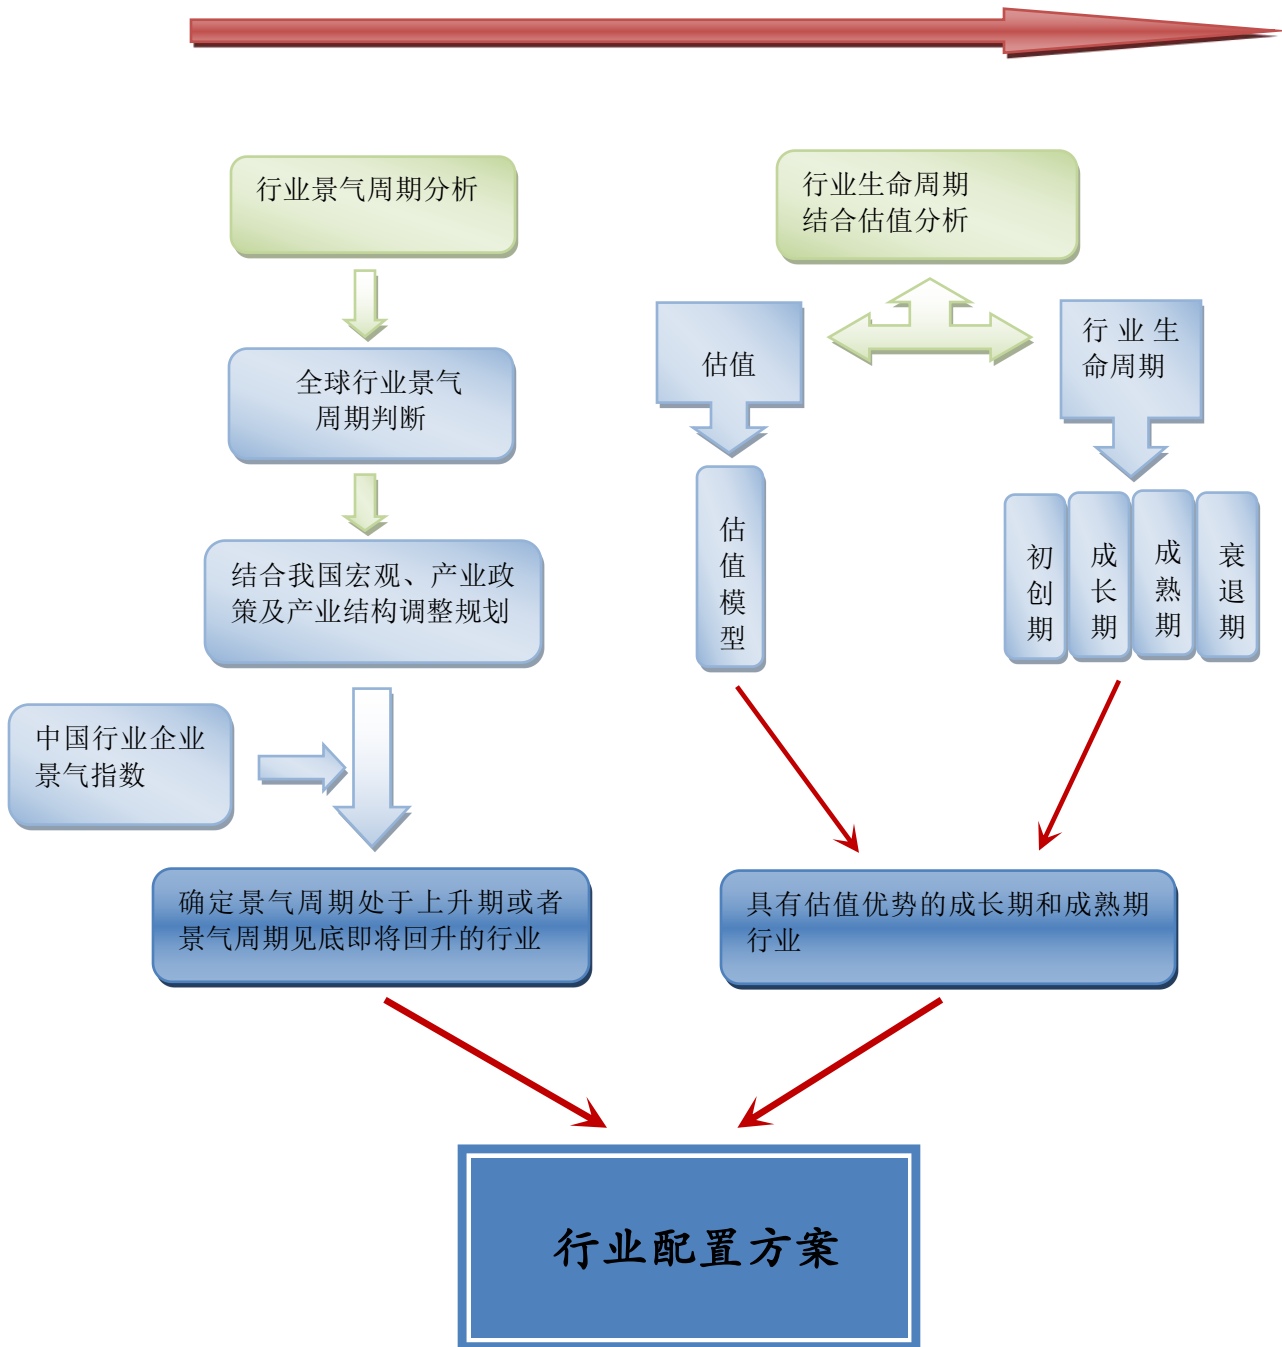 行业景气周期分析
全球行业景气
周期判断
结合我国宏观、产业政
策及产业结构调整规划
中国行业企业
景气指数
确定景气周期处于上升期或者
景气周期见底即将回升的行业
行业生命周期
结合估值分析
估值
行业生
命周期
估值模型
初创期
成长期
成熟期
衰退期
具有估值优势的成长期和成熟期
行业
行业配置方案